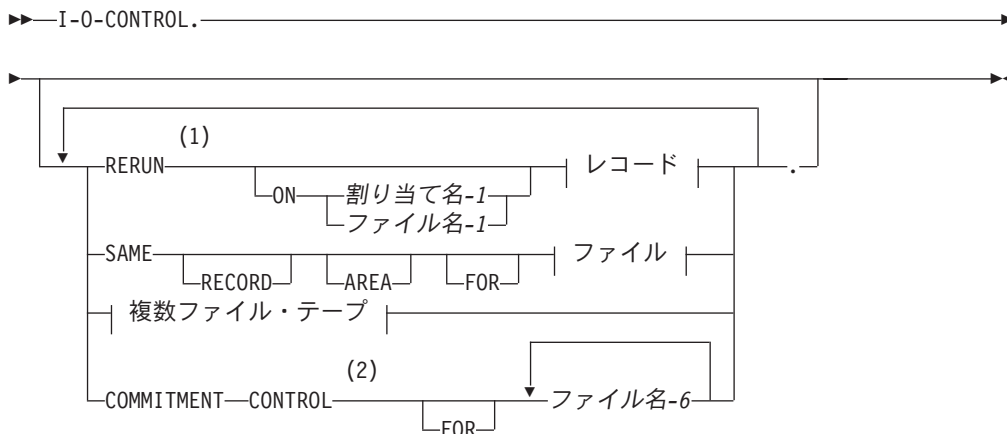 I-O-CONTROL.
(1)
RERUN レコード
ON 割り当て名-1
ファイル名-1
.
SAME ファイル
RECORD AREA FOR
複数ファイル・テープ
(2)
COMMITMENT CONTROL ファイル名-6
FOR